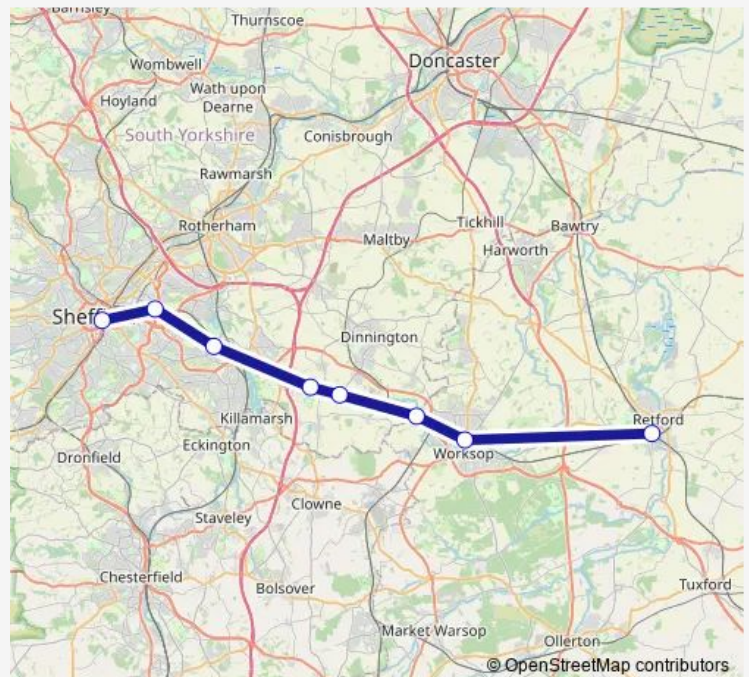 Barnsley
Thurnscoe
Doncaster
Wombwell
Wath upon
Dearne
Hoyland
South Yorkshire
Conisbrough
Rawmarsh
Rotherham
Tickhill
Bawtry
Maltby
Harworth
Sheff
Dinnington
Killamarsh
Retford
Eckington
Dronfield
Worksop
Clowne
Staveley
Chesterfield
Bolsover
Tuxford
Market Warsop
Ollerton
© OpenStreetMap contributors